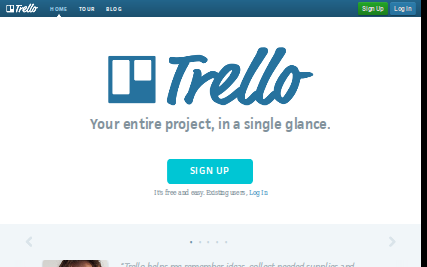 Trello HOME TOUR BLOG Sign Up Log In
Trello
Your entire project, in a single glance.
SIGN UP
It's free and easy. Existing users, Log In
"Trello helps me remember ideas, collect needed supplies and